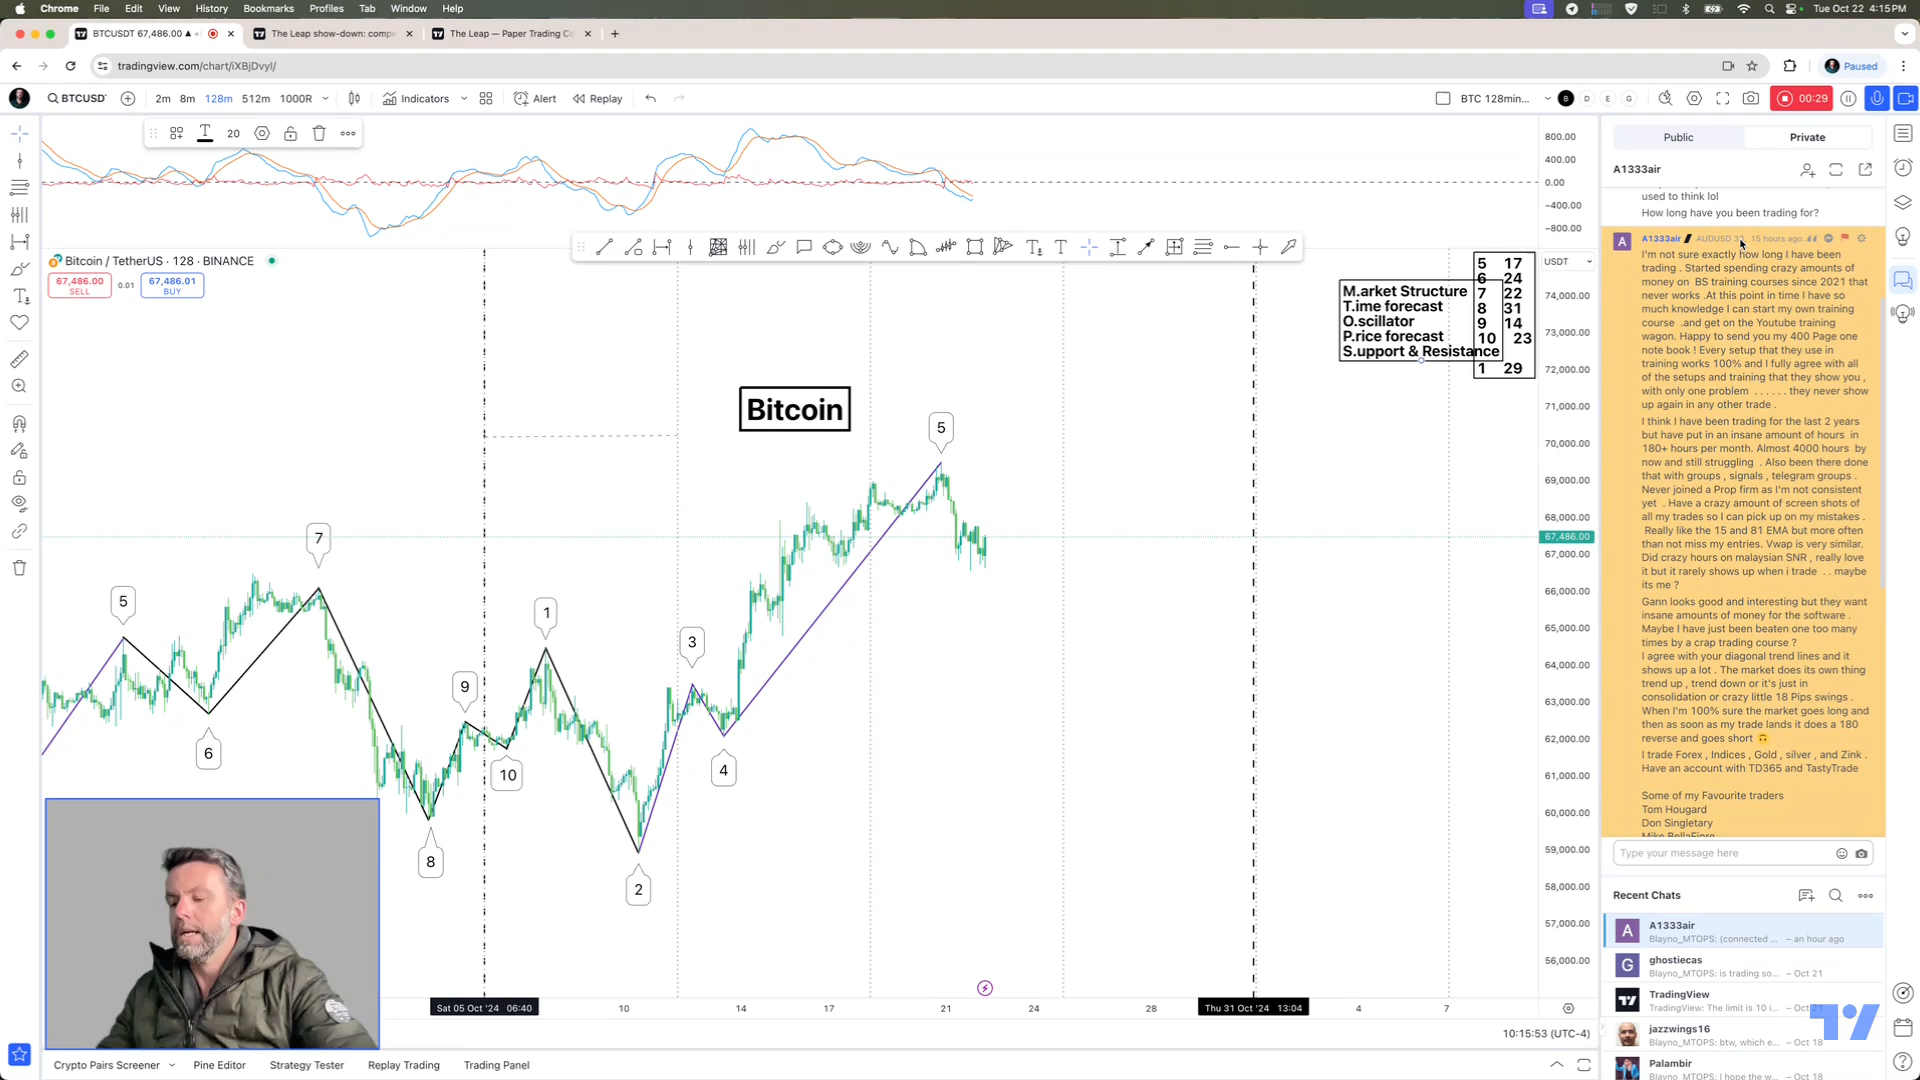 Chrome File Edit View History Bookmarks Profiles Tab Window Help Tue Oct 22 4:15 PM
BTCUSDT 67,486.00 ▲ The Leap show-down: compe The Leap — Paper Trading Co
tradingview.com/chart/iXBjDvyl/ Paused
BTCUSD 2m 8m 128m 512m 1000R Indicators Alert Replay BTC 128min... B D E G 00:29
20
800.00
400.00
0.00
−400.00
−800.00
Bitcoin / TetherUS · 128 · BINANCE
67,486.00
SELL
0.01
67,486.01
BUY
M.arket Structure
T.ime forecast
O.scillator
P.rice forecast
S.upport & Resistance
5 17
6 24
7 22
8 31
9 14
10 23
1 29
USDT
74,000.00
73,000.00
72,000.00
71,000.00
70,000.00
69,000.00
68,000.00
67,486.00
67,000.00
66,000.00
65,000.00
64,000.00
63,000.00
62,000.00
61,000.00
60,000.00
59,000.00
58,000.00
57,000.00
56,000.00
Bitcoin
5
6
7
8
9
10
1
2
3
4
5
Sat 05 Oct '24 06:40
10
14
17
21
24
28
Thu 31 Oct '24 13:04
4
7
10:15:53 (UTC-4)
Crypto Pairs Screener Pine Editor Strategy Tester Replay Trading Trading Panel
Public Private
A1333air
used to think lol
How long have you been trading for?
A
A1333air AUDUSD 15 hours ago
I'm not sure exactly how long I have been
trading . Started spending crazy amounts of
money on BS training courses since 2021 that
never works .At this point in time I have so
much knowledge I can start my own training
course .and get on the Youtube training
wagon. Happy to send you my 400 Page one
note book ! Every setup that they use in
training works 100% and I fully agree with all
of the setups and training that they show you ,
with only one problem . . . . . . they never show
up again in any other trade .
I think I have been trading for the last 2 years
but have put in an insane amount of hours in
180+ hours per month. Almost 4000 hours by
now and still struggling . Also been there done
that with groups , signals , telegram groups .
Never joined a Prop firm as I'm not consistent
yet . Have a crazy amount of screen shots of
all my trades so I can pick up on my mistakes .
Really like the 15 and 81 EMA but more often
than not miss my entries. Vwap is very similar.
Did crazy hours on malaysian SNR , really love
it but it rarely shows up when i trade . . maybe
its me ?
Gann looks good and interesting but they want
insane amounts of money for the software .
Maybe I have just been beaten one too many
times by a crap trading course ?
I agree with your diagonal trend lines and it
shows up a lot . The market does its own thing
trend up , trend down or it's just in
consolidation or crazy little 18 Pips swings .
When I'm 100% sure the market goes long and
then as soon as my trade lands it does a 180
reverse and goes short 🙃
I trade Forex , Indices , Gold , silver , and Zink .
Have an account with TD365 and TastyTrade
Some of my Favourite traders
Tom Hougard
Don Singletary
Mike BellaFiore
Type your message here
Recent Chats
A
A1333air
Blayno_MTOPS: (connected ... – an hour ago
G
ghostiecas
Blayno_MTOPS: is trading so... – Oct 21
TradingView
TradingView: The limit is 10 i... – Oct 21
jazzwings16
Blayno_MTOPS: btw, which e... – Oct 18
Palambir
Blayno_MTOPS: I hope the w... – Oct 18